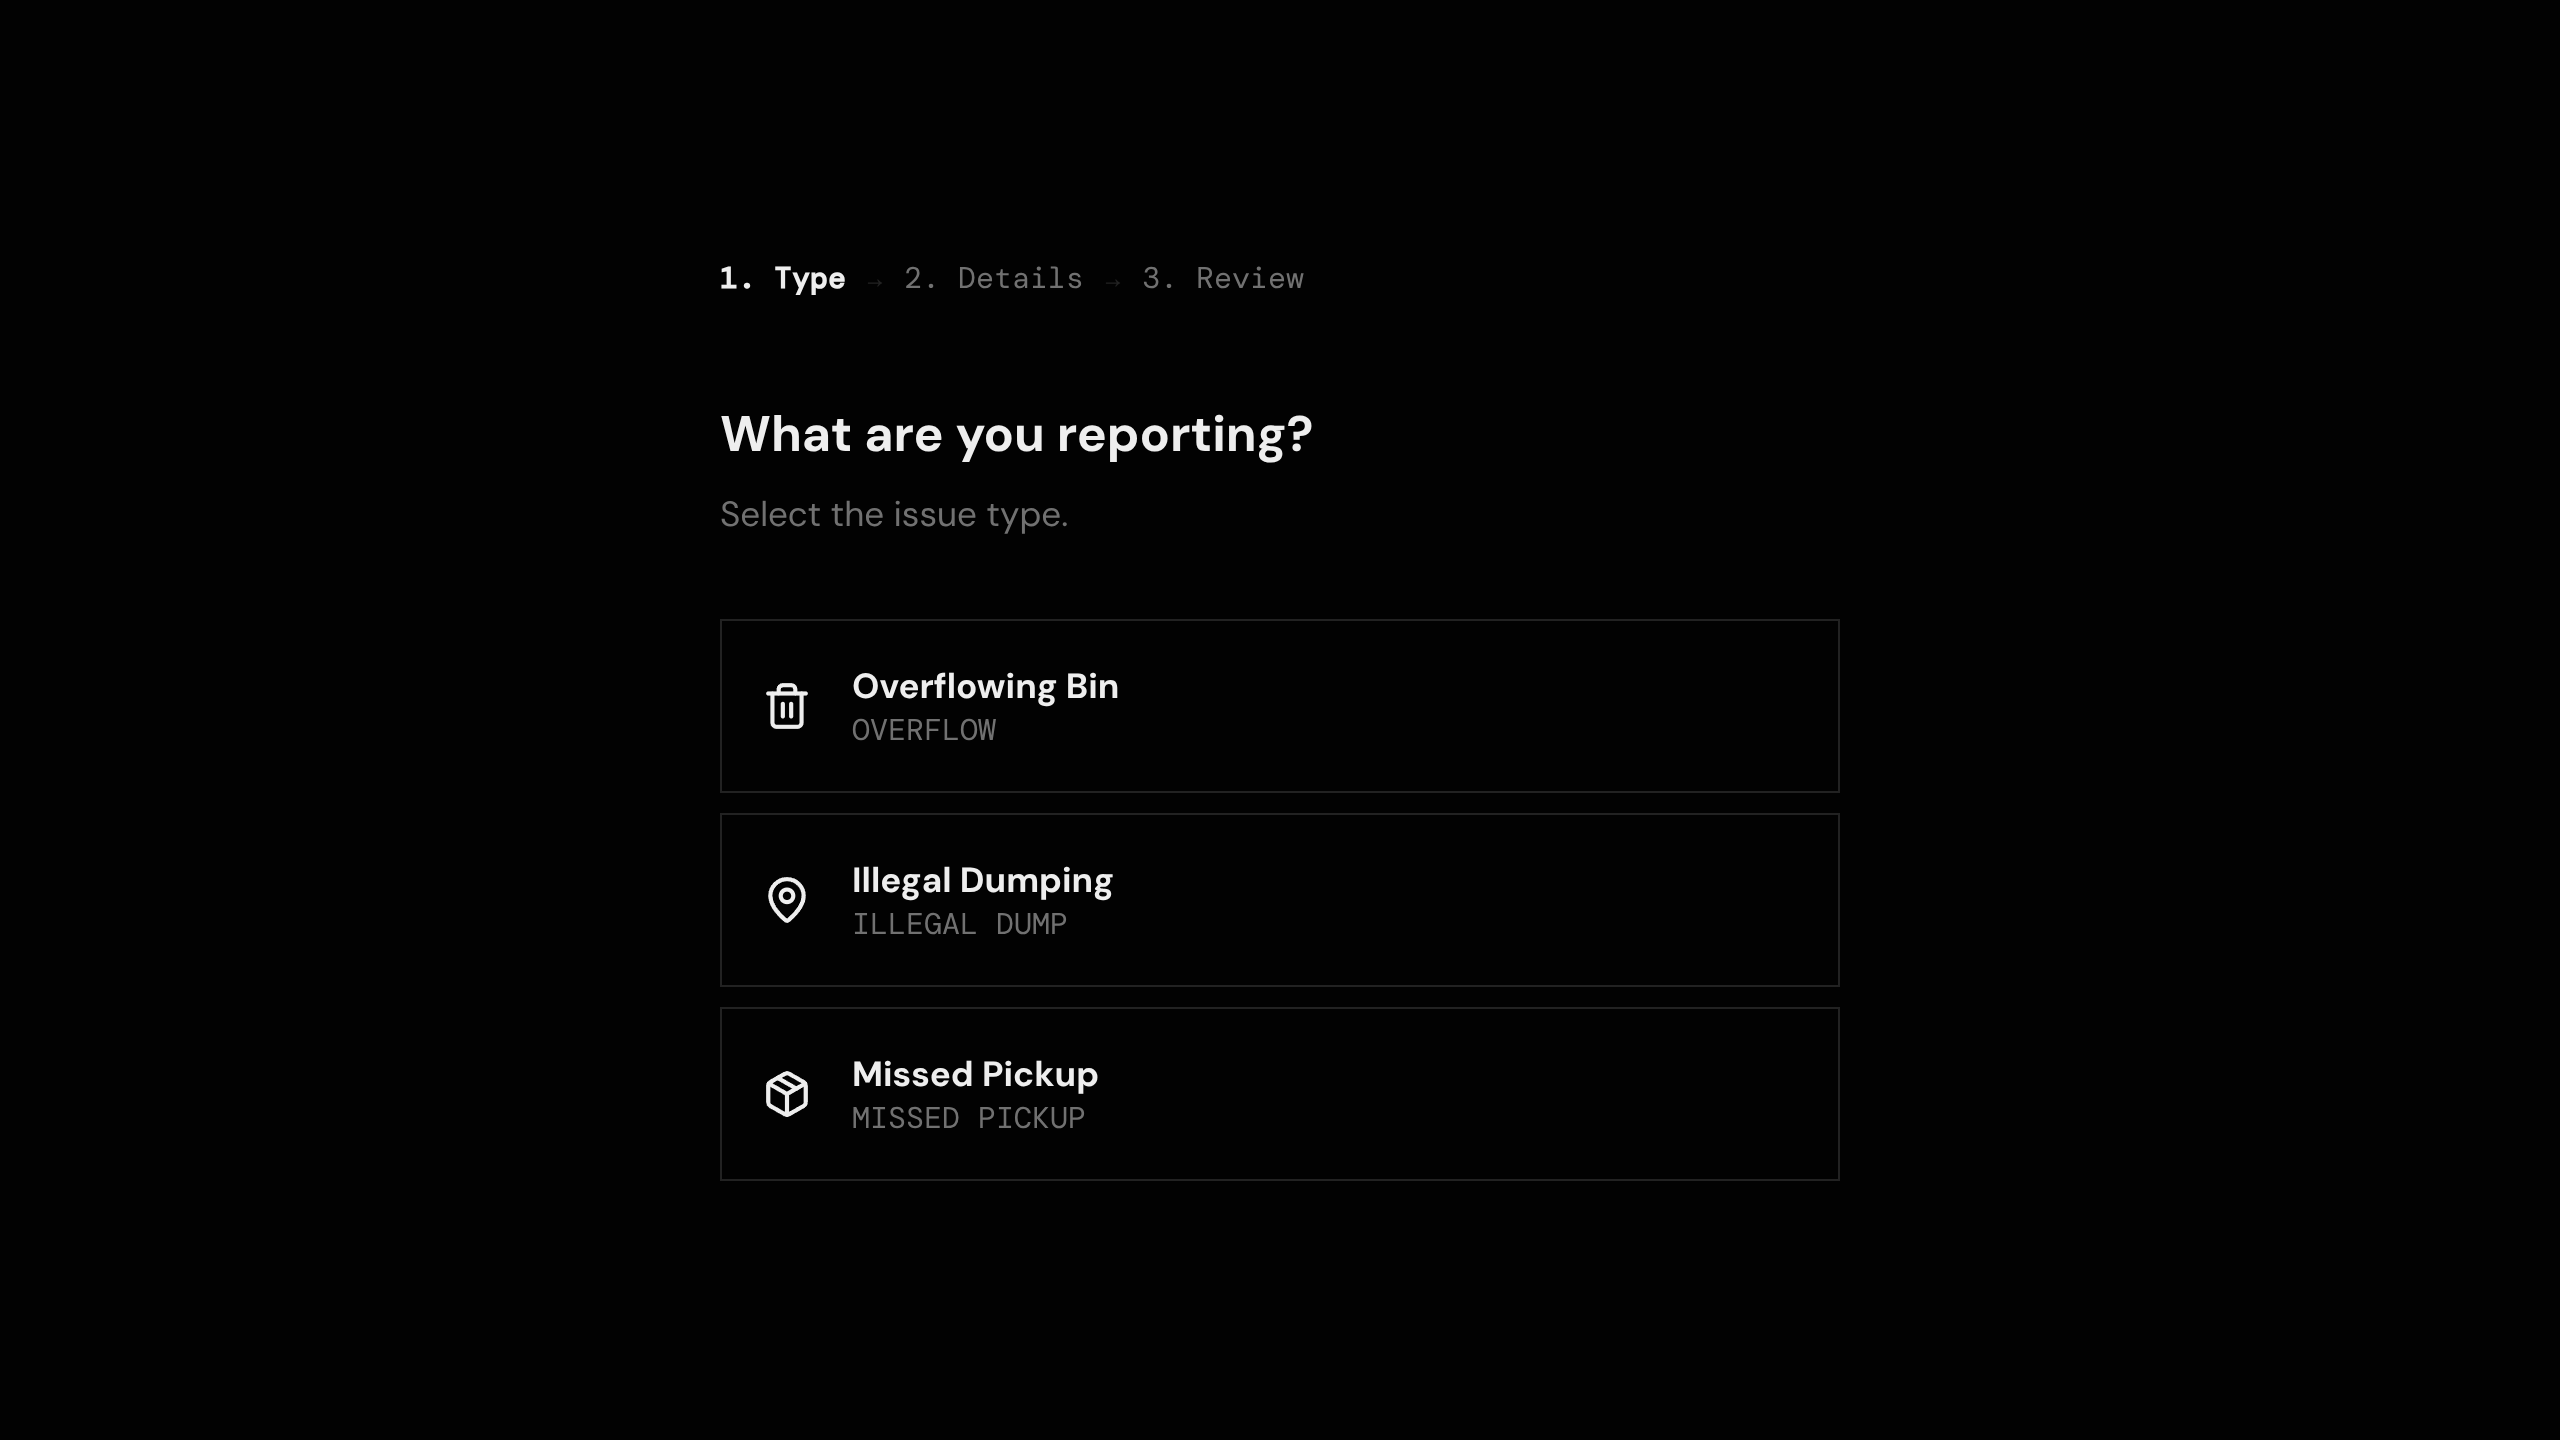 1. Type → 2. Details → 3. Review
What are you reporting?
Select the issue type.
Overflowing Bin
OVERFLOW
Illegal Dumping
ILLEGAL DUMP
Missed Pickup
MISSED PICKUP